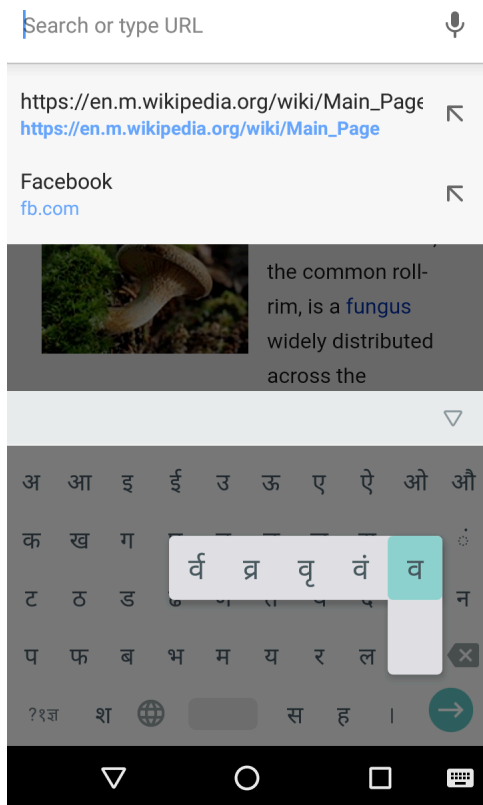 Search or type URL
https://en.m.wikipedia.org/wiki/Main_Page
https://en.m.wikipedia.org/wiki/Main_Page
Facebook
fb.com
the common roll-
rim, is a fungus
widely distributed
across the
अ आ इ ई उ ऊ ए ऐ ओ औ
क ख ग
र्व व्र वृ वं व
ट ठ ड ढ न
प फ ब भ म य र ल
?१ज्ञ श स ह ।